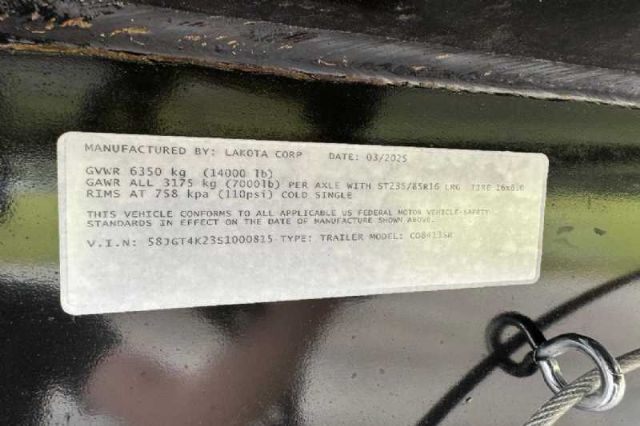 MANUFACTURED BY: LAKOTA CORP DATE: 03/2025
GVWR 6350 kg (14000 lb)
GAWR ALL 3175 kg (7000lb) PER AXLE WITH ST235/85R16 LRG TIRE 16x6.0
RIMS AT 758 kPa (110psi) COLD SINGLE
THIS VEHICLE CONFORMS TO ALL APPLICABLE US FEDERAL MOTOR VEHICLE SAFETY
STANDARDS IN EFFECT ON THE DATE OF MANUFACTURE SHOWN ABOVE.
V.I.N: 58JGT4K23S1000815 TYPE: TRAILER MODEL: